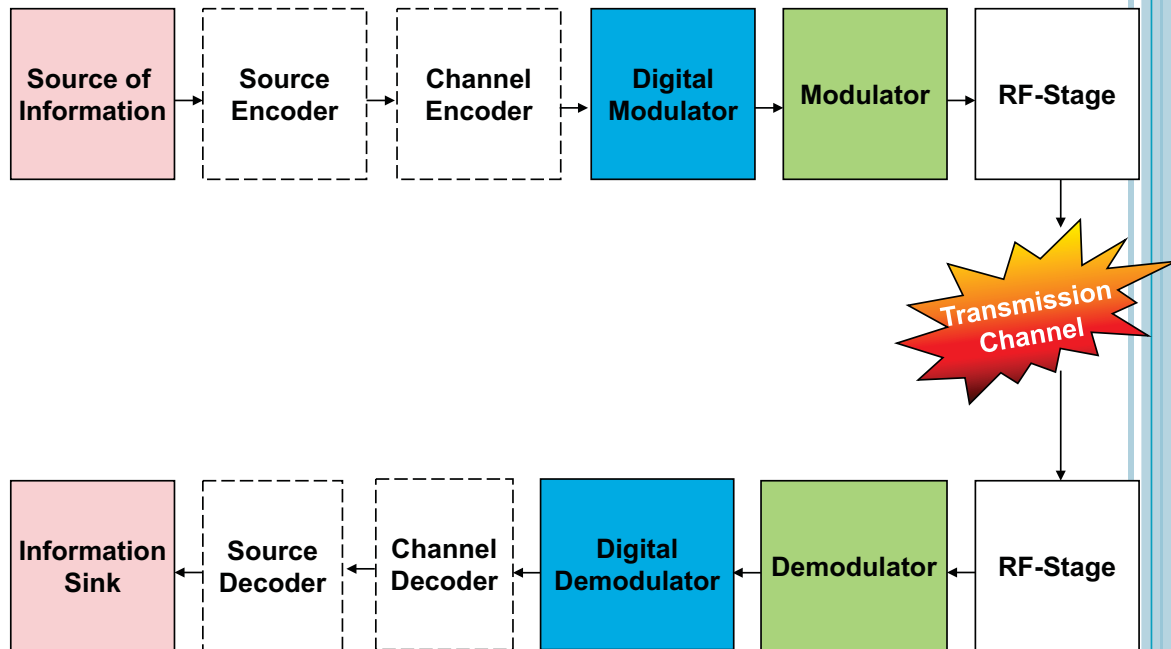 Source of
Information
Source
Encoder
Channel
Encoder
Digital
Modulator
Modulator
RF-Stage
Transmission
Channel
Information
Sink
Source
Decoder
Channel
Decoder
Digital
Demodulator
Demodulator
RF-Stage